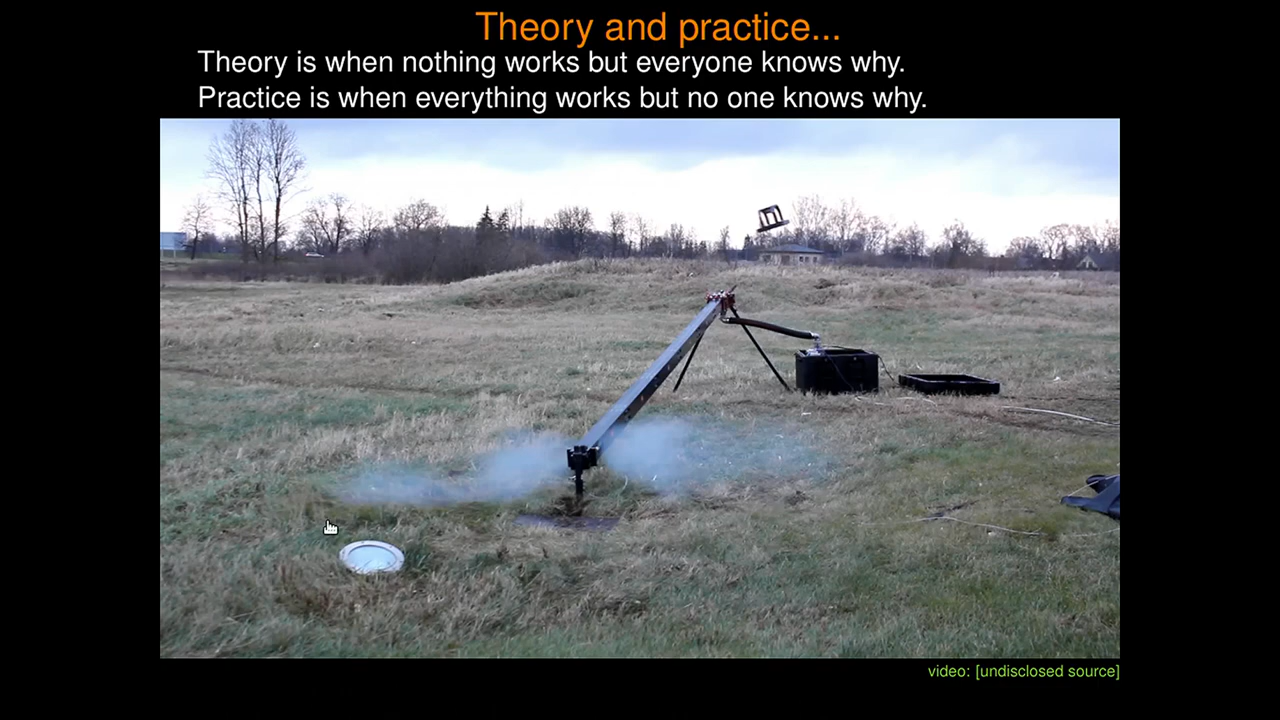 Theory and practice...
Theory is when nothing works but everyone knows why.
Practice is when everything works but no one knows why.
video: [undisclosed source]